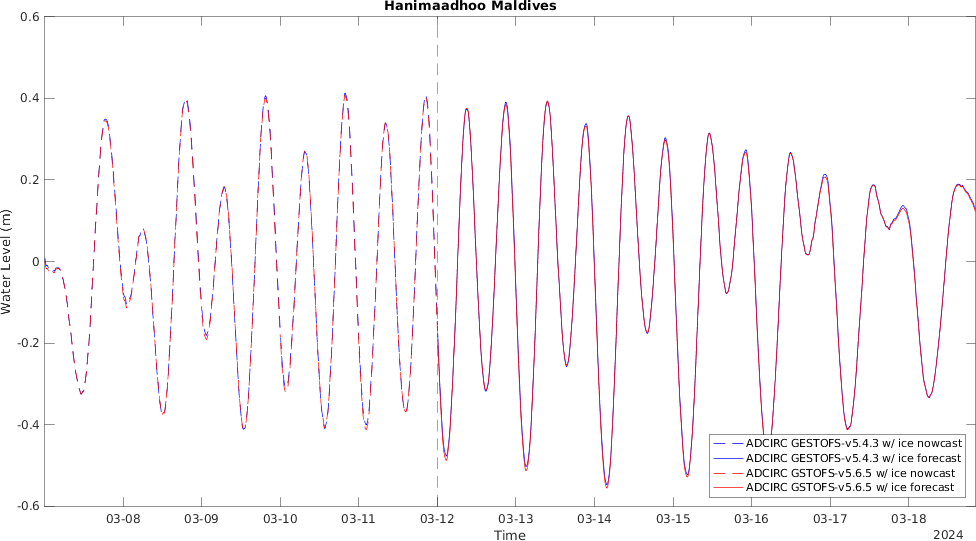 Hanimaadhoo Maldives
0.6
0.4
0.2
0
-0.2
-0.4
-0.6
Water Level (m)
ADCIRC GESTOFS-v5.4.3 w/ ice nowcast
ADCIRC GESTOFS-v5.4.3 w/ ice forecast
ADCIRC GSTOFS-v5.6.5 w/ ice nowcast
ADCIRC GSTOFS-v5.6.5 w/ ice forecast
03-08 03-09 03-10 03-11 03-12 03-13 03-14 03-15 03-16 03-17 03-18
Time
2024